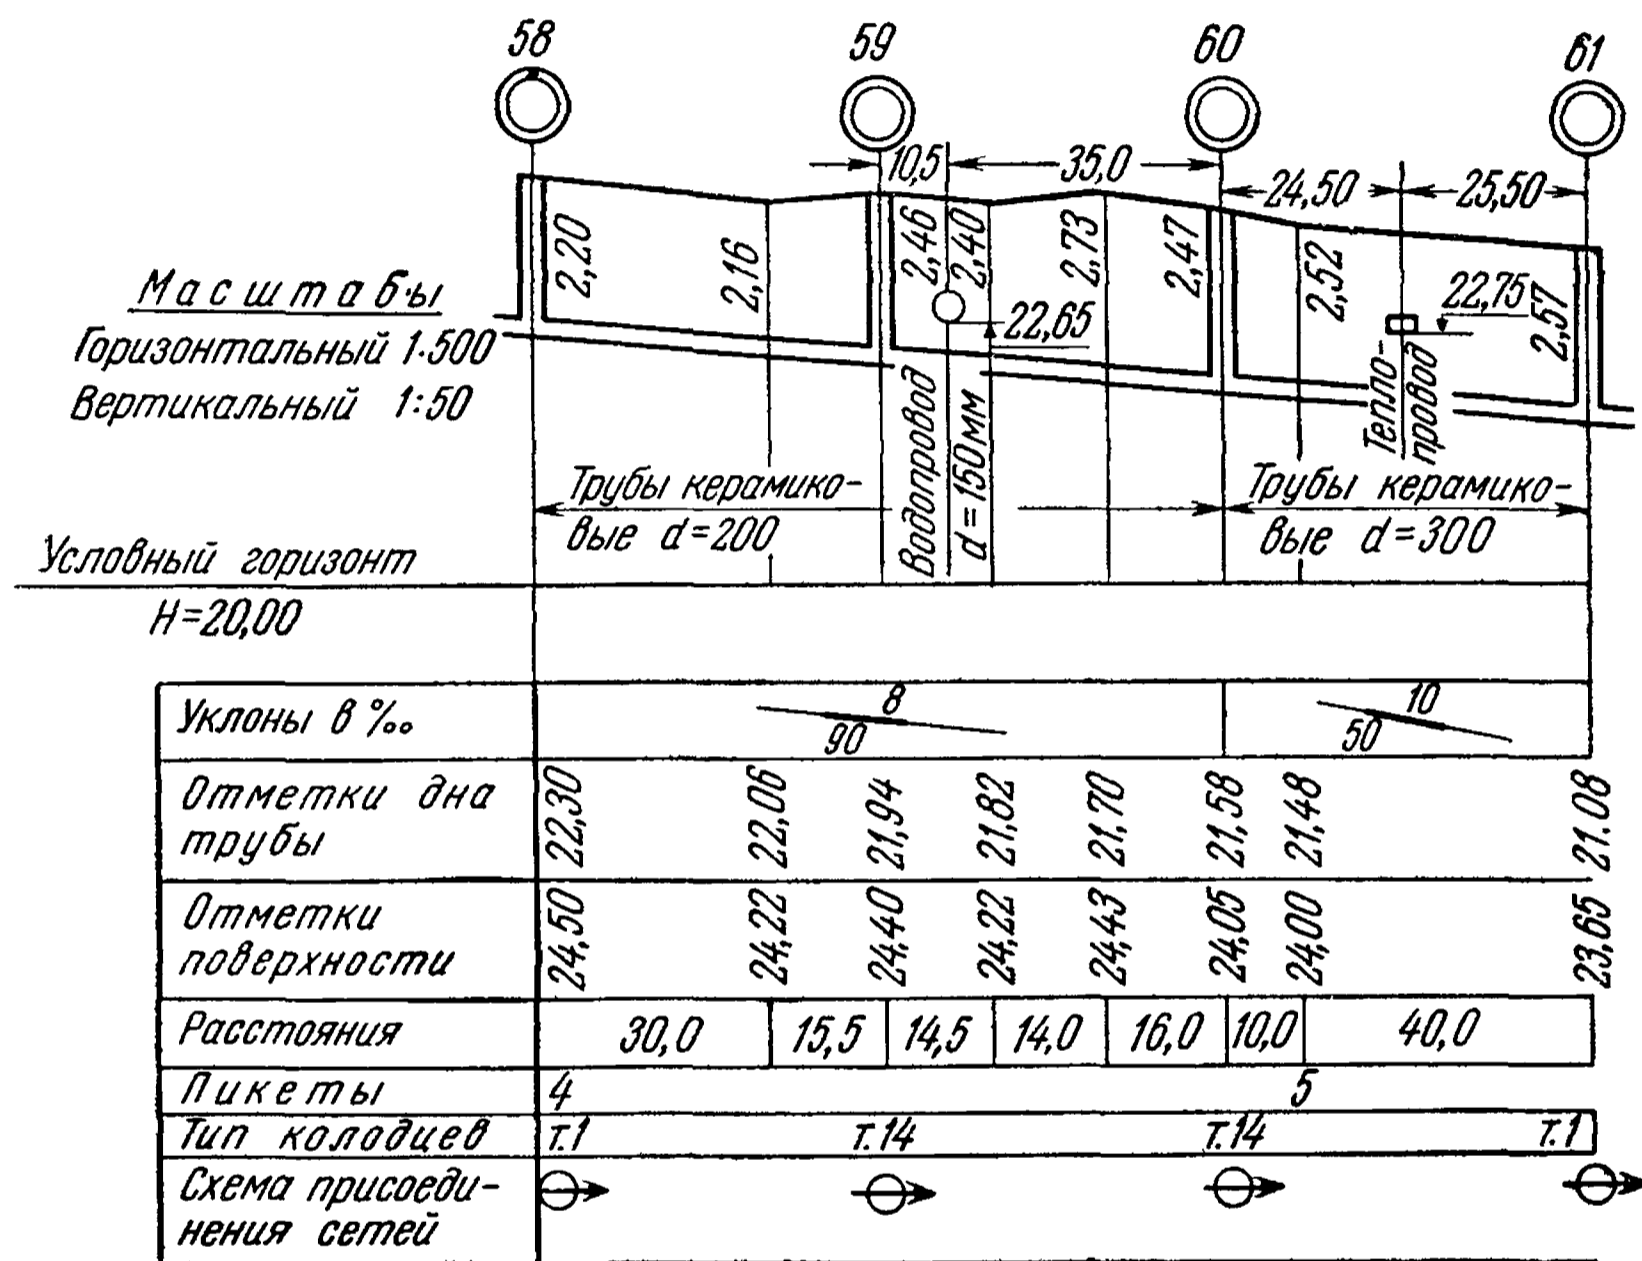 58 59 60 61
10,5 35,0
24,50 25,50
2,20 2,16 2,46 2,40 2,73 2,47 2,52 2,57
22,65
22,75
Масштабы
Горизонтальный 1:500
Вертикальный 1:50
Водопровод
d=150мм
Тепло-
провод
Трубы керамико-
вые d=200
Трубы керамико-
вые d=300
Условный горизонт
H=20,00
Уклоны в ‰ 8 90 10 50
Отметки дна
трубы
22,30 22,06 21,94 21,82 21,70 21,58 21,48 21.08
Отметки
поверхности
24,50 24,22 24,40 24,22 24,43 24,05 24,00 23,65
Расстояния 30,0 15,5 14,5 14,0 16,0 10,0 40,0
Пикеты 4 5
Тип колодцев т.1 т.14 т.14 т.1
Схема присоеди-
нения сетей